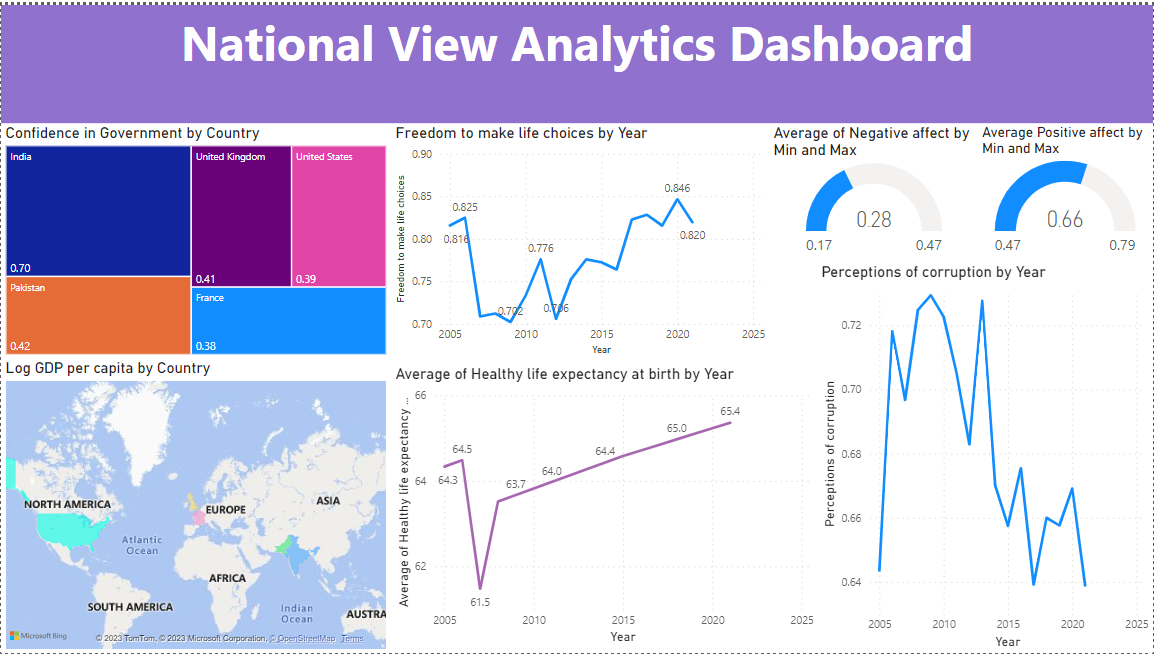 National View Analytics Dashboard
Confidence in Government by Country
India
0.70
Pakistan
0.42
United Kingdom
0.41
United States
0.39
France
0.38
Log GDP per capita by Country
NORTH AMERICA
EUROPE
ASIA
Atlantic
Ocean
AFRICA
SOUTH AMERICA
Indian
Ocean
AUSTRA
Microsoft Bing
© 2023 TomTom, © 2023 Microsoft Corporation, © OpenStreetMap Terms
Freedom to make life choices by Year
Freedom to make life choices
0.90
0.85
0.80
0.75
0.70
0.825
0.816
0.702
0.776
0.706
0.846
0.820
2005
2010
2015
2020
2025
Year
Average of Healthy life expectancy at birth by Year
Average of Healthy life expectancy ...
66
64
62
64.3
64.5
61.5
63.7
64.0
64.4
65.0
65.4
2005
2010
2015
2020
2025
Year
Average of Negative affect by
Min and Max
0.28
0.17
0.47
Average Positive affect by
Min and Max
0.66
0.47
0.79
Perceptions of corruption by Year
Perceptions of corruption
0.72
0.70
0.68
0.66
0.64
2005
2010
2015
2020
2025
Year